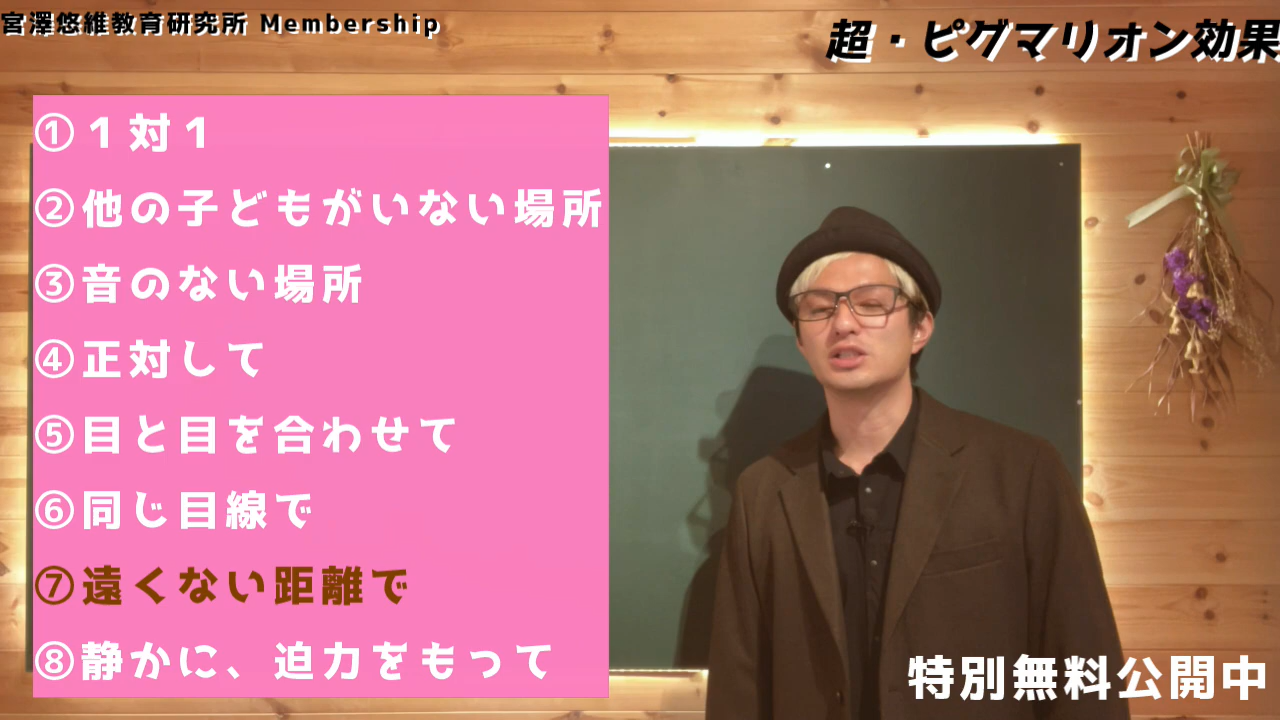 宮澤悠維教育研究所 Membership
超・ピグマリオン効果
①１対１
②他の子どもがいない場所
③音のない場所
④正対して
⑤目と目を合わせて
⑥同じ目線で
⑦遠くない距離で
⑧静かに、迫力をもって
特別無料公開中